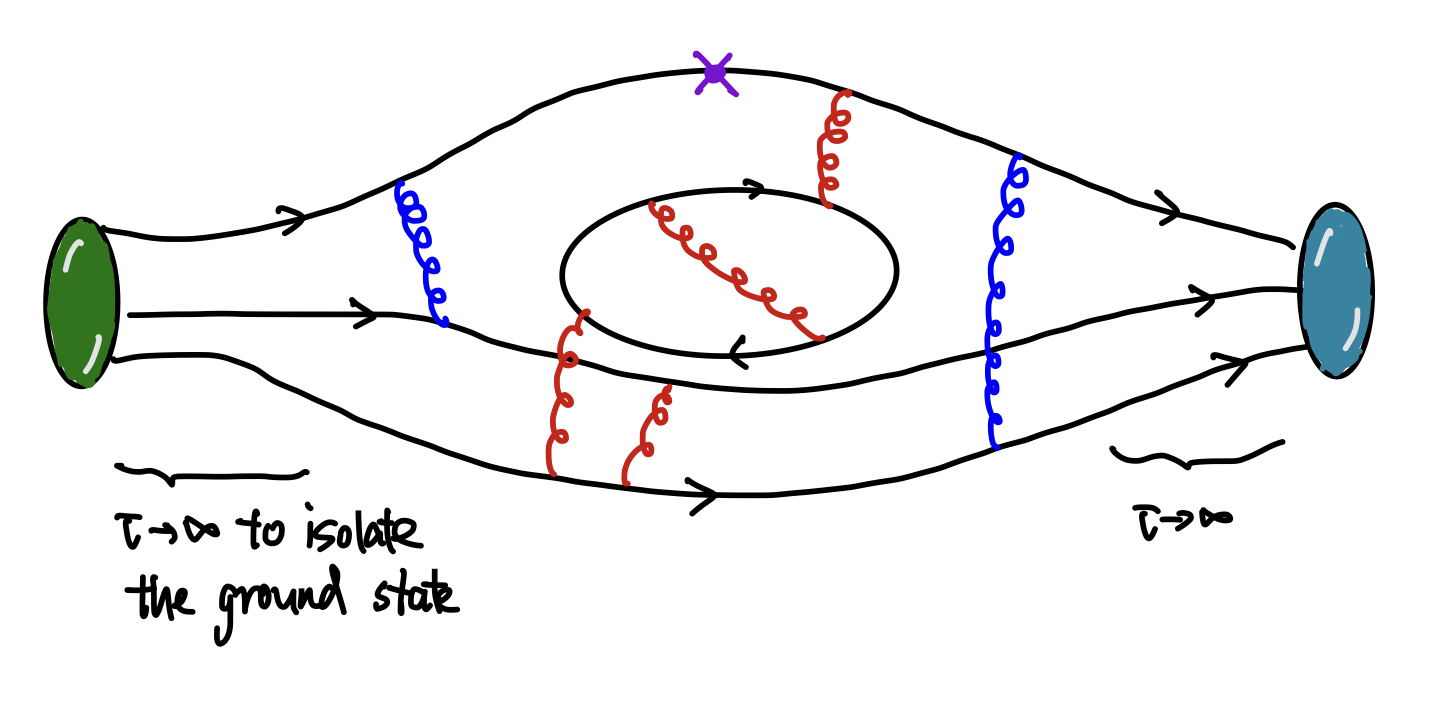 τ→∞ to isolate
the ground state
τ→∞